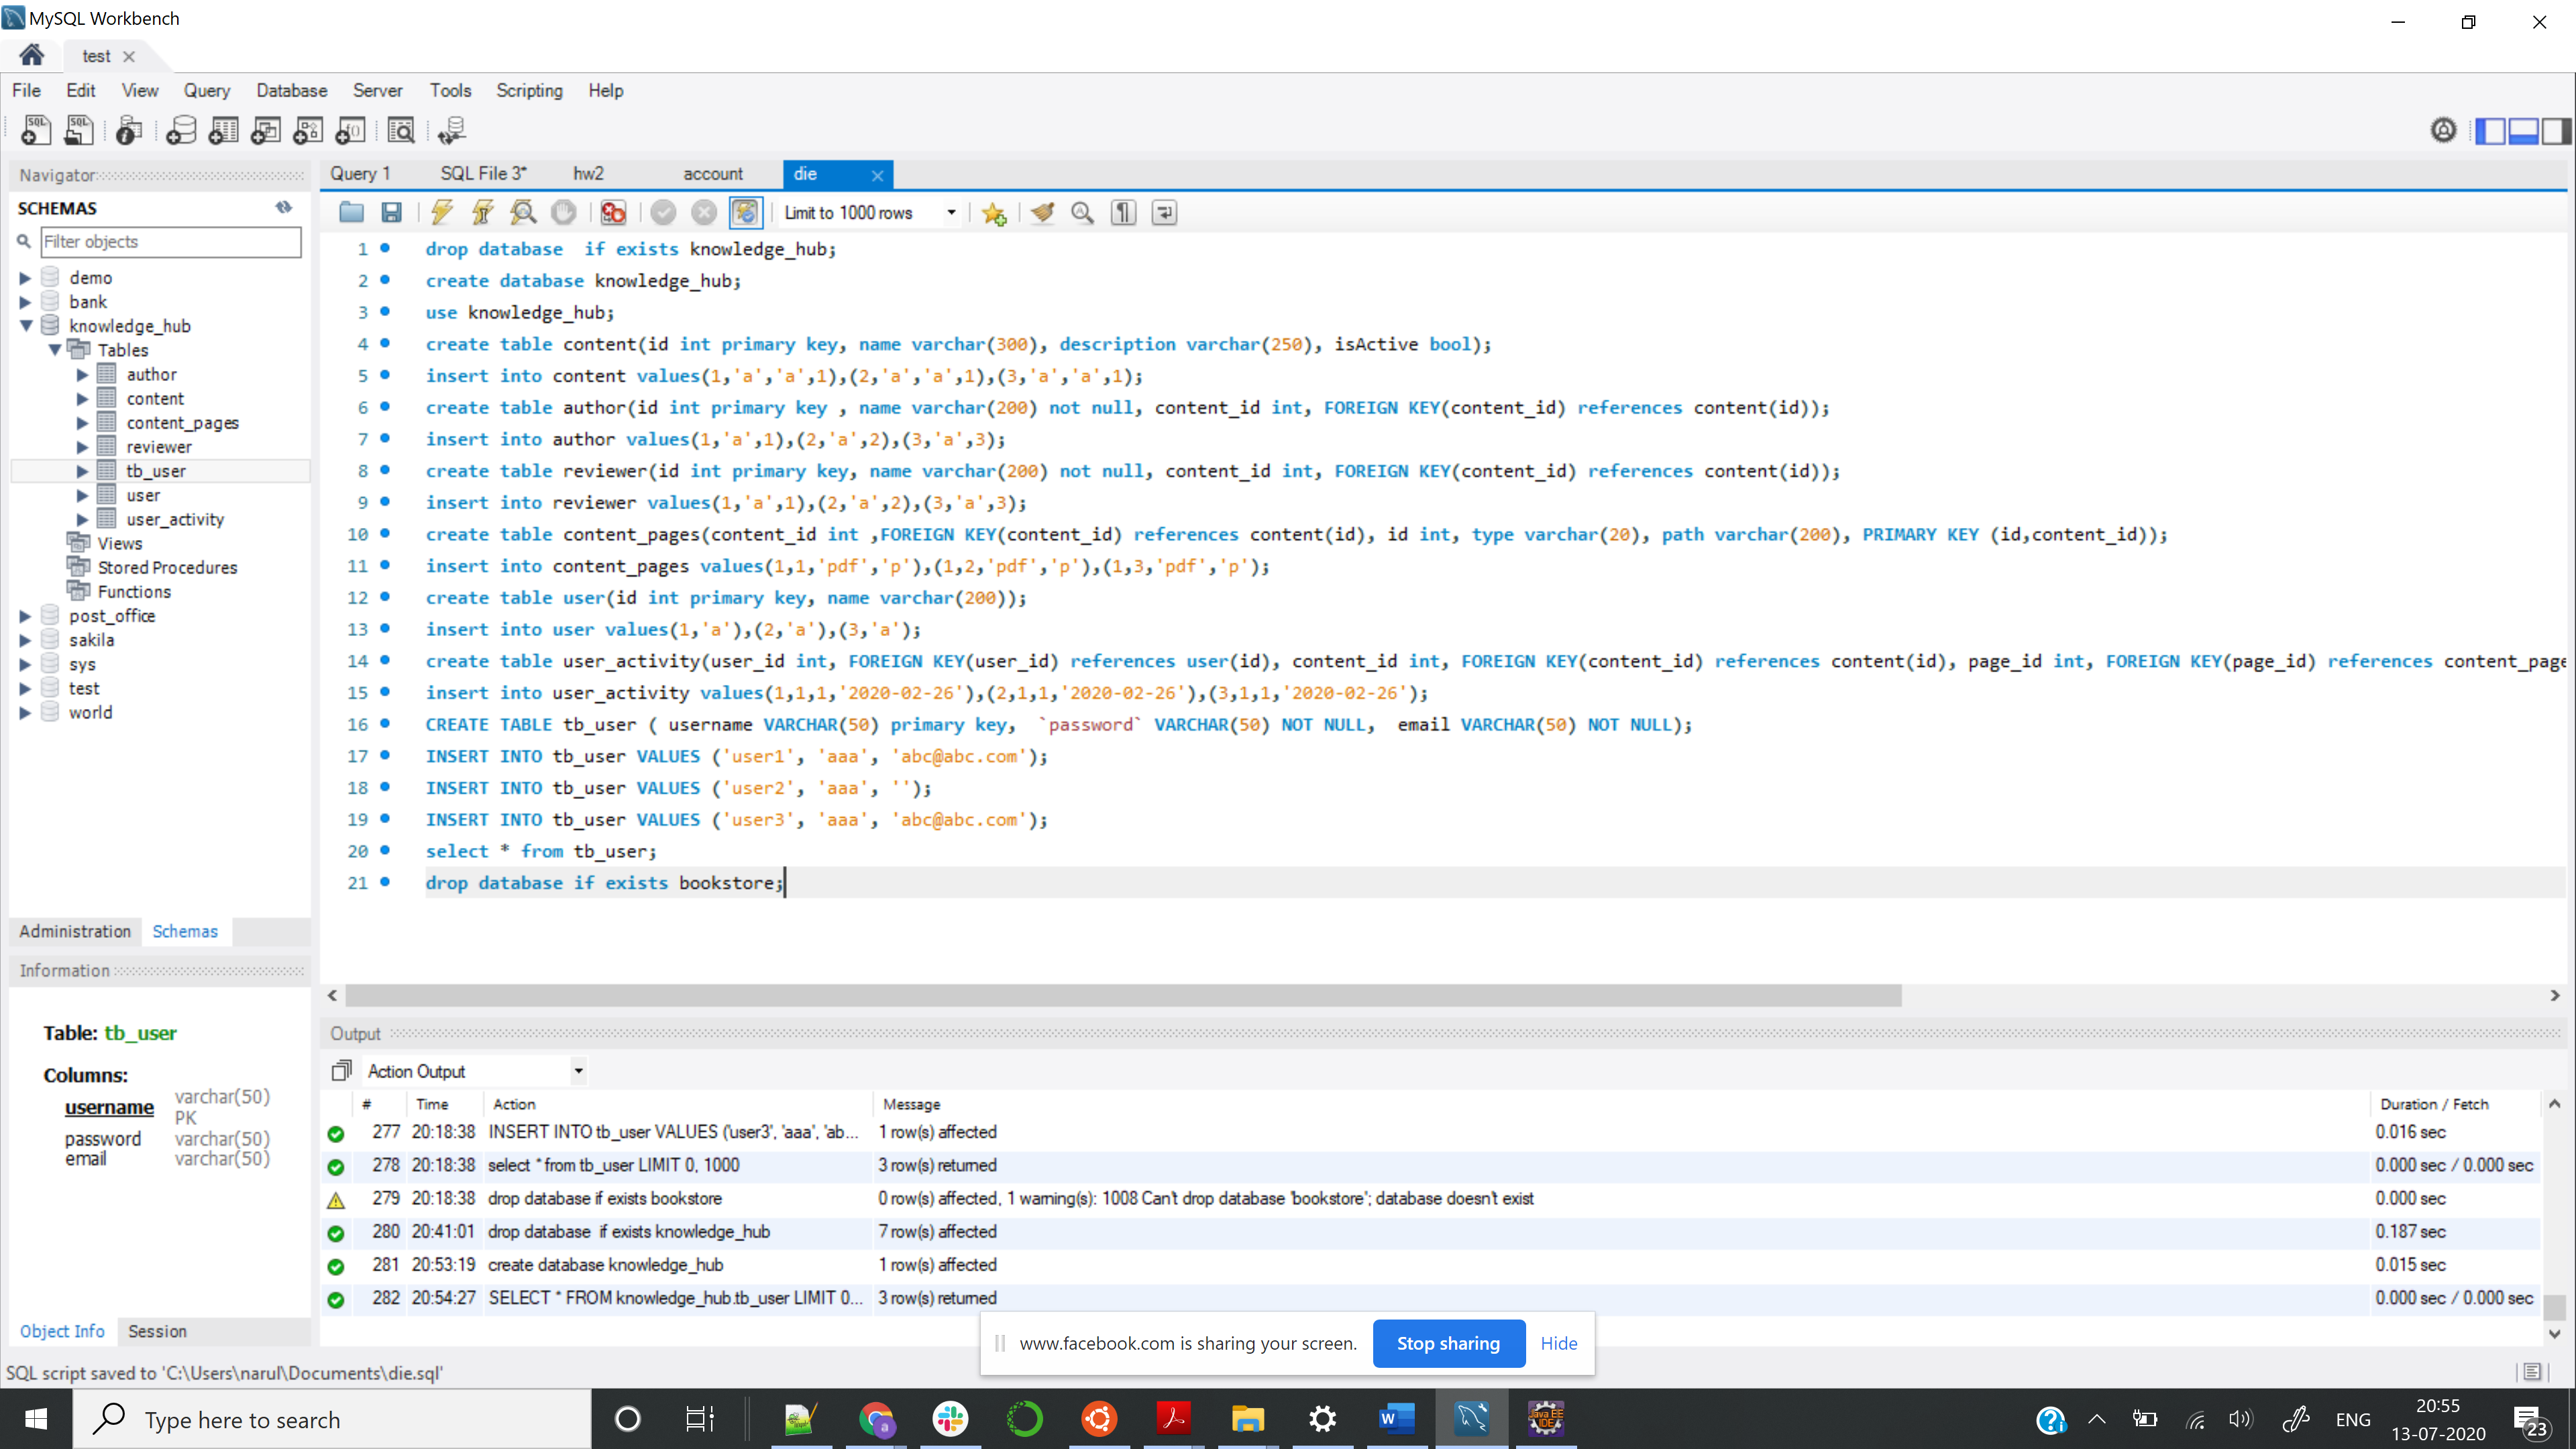 MySQL Workbench
test
File Edit View Query Database Server Tools Scripting Help
Navigator
SCHEMAS
Filter objects
demo
bank
knowledge_hub
Tables
author
content
content_pages
reviewer
tb_user
user
user_activity
Views
Stored Procedures
Functions
post_office
sakila
sys
test
world
Administration Schemas
Information
Table: tb_user
Columns:
username varchar(50) PK
password varchar(50)
email varchar(50)
Object Info Session
Query 1 SQL File 3* hw2 account die
Limit to 1000 rows
1 drop database  if exists knowledge_hub;
2 create database knowledge_hub;
3 use knowledge_hub;
4 create table content(id int primary key, name varchar(300), description varchar(250), isActive bool);
5 insert into content values(1,'a','a',1),(2,'a','a',1),(3,'a','a',1);
6 create table author(id int primary key , name varchar(200) not null, content_id int, FOREIGN KEY(content_id) references content(id));
7 insert into author values(1,'a',1),(2,'a',2),(3,'a',3);
8 create table reviewer(id int primary key, name varchar(200) not null, content_id int, FOREIGN KEY(content_id) references content(id));
9 insert into reviewer values(1,'a',1),(2,'a',2),(3,'a',3);
10 create table content_pages(content_id int ,FOREIGN KEY(content_id) references content(id), id int, type varchar(20), path varchar(200), PRIMARY KEY (id,content_id));
11 insert into content_pages values(1,1,'pdf','p'),(1,2,'pdf','p'),(1,3,'pdf','p');
12 create table user(id int primary key, name varchar(200));
13 insert into user values(1,'a'),(2,'a'),(3,'a');
14 create table user_activity(user_id int, FOREIGN KEY(user_id) references user(id), content_id int, FOREIGN KEY(content_id) references content(id), page_id int, FOREIGN KEY(page_id) references content_page
15 insert into user_activity values(1,1,1,'2020-02-26'),(2,1,1,'2020-02-26'),(3,1,1,'2020-02-26');
16 CREATE TABLE tb_user ( username VARCHAR(50) primary key,  `password` VARCHAR(50) NOT NULL,  email VARCHAR(50) NOT NULL);
17 INSERT INTO tb_user VALUES ('user1', 'aaa', 'abc@abc.com');
18 INSERT INTO tb_user VALUES ('user2', 'aaa', '');
19 INSERT INTO tb_user VALUES ('user3', 'aaa', 'abc@abc.com');
20 select * from tb_user;
21 drop database if exists bookstore;
Output
Action Output
# Time Action Message Duration / Fetch
277 20:18:38 INSERT INTO tb_user VALUES ('user3', 'aaa', 'ab... 1 row(s) affected 0.016 sec
278 20:18:38 select * from tb_user LIMIT 0, 1000 3 row(s) returned 0.000 sec / 0.000 sec
279 20:18:38 drop database if exists bookstore 0 row(s) affected, 1 warning(s): 1008 Can't drop database 'bookstore'; database doesn't exist 0.000 sec
280 20:41:01 drop database  if exists knowledge_hub 7 row(s) affected 0.187 sec
281 20:53:19 create database knowledge_hub 1 row(s) affected 0.015 sec
282 20:54:27 SELECT * FROM knowledge_hub.tb_user LIMIT 0... 3 row(s) returned 0.000 sec / 0.000 sec
www.facebook.com is sharing your screen. Stop sharing Hide
SQL script saved to 'C:\Users\narul\Documents\die.sql'
Type here to search
ENG
20:55
13-07-2020
23